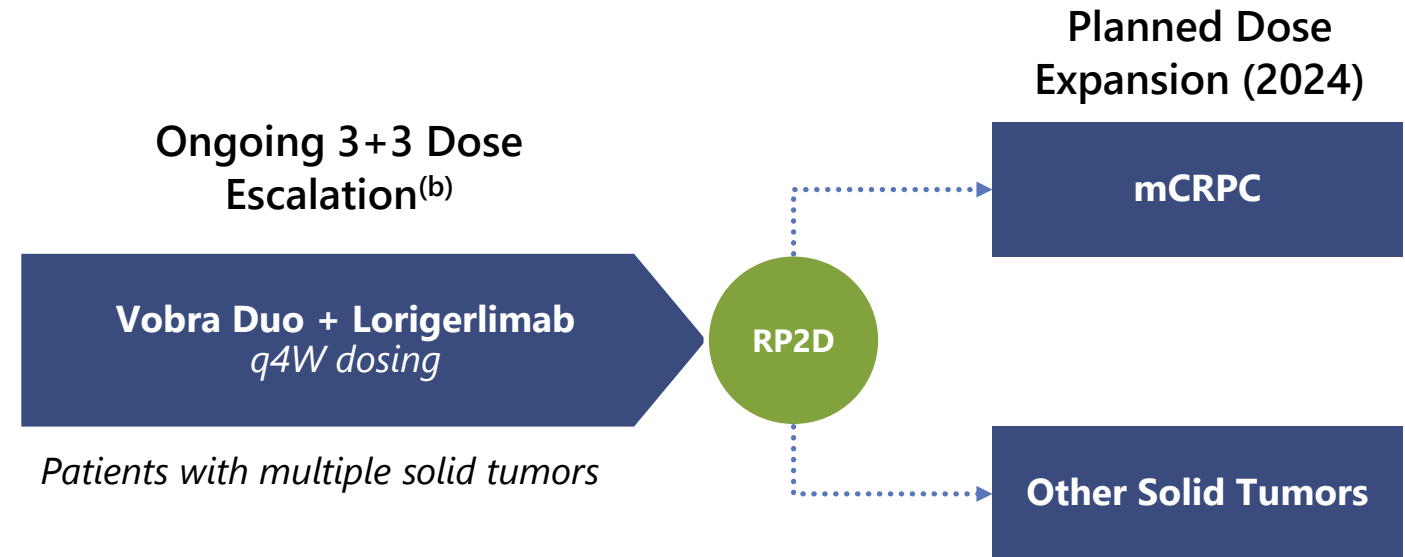 Planned Dose
Expansion (2024)
Ongoing 3+3 Dose
Escalation(b)
mCRPC
Vobra Duo + Lorigerlimab
q4W dosing
RP2D
Patients with multiple solid tumors
Other Solid Tumors